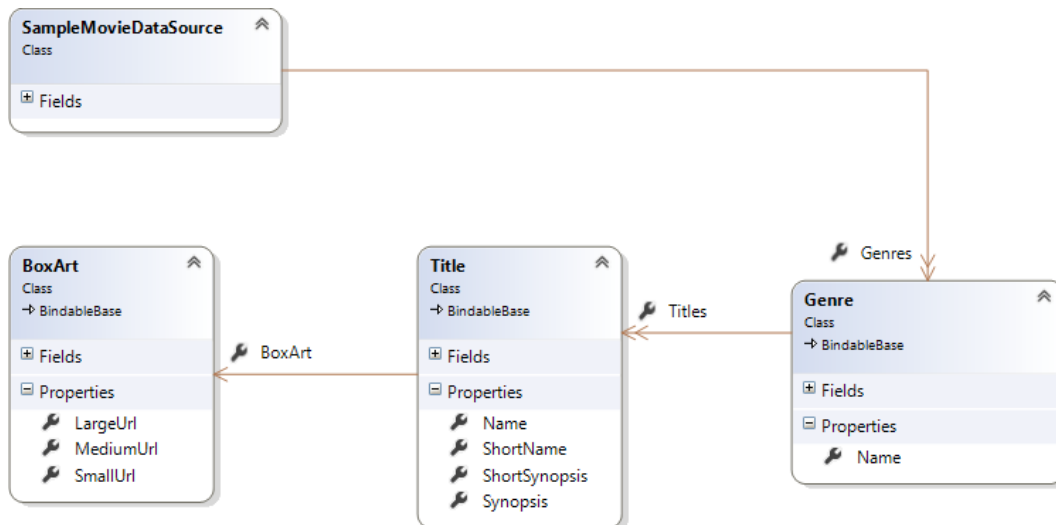 SampleMovieDataSource
Class
Fields
BoxArt
Class
BindableBase
Fields
Properties
LargeUrl
MediumUrl
SmallUrl
BoxArt
Title
Class
BindableBase
Fields
Properties
Name
ShortName
ShortSynopsis
Synopsis
Titles
Genres
Genre
Class
BindableBase
Fields
Properties
Name